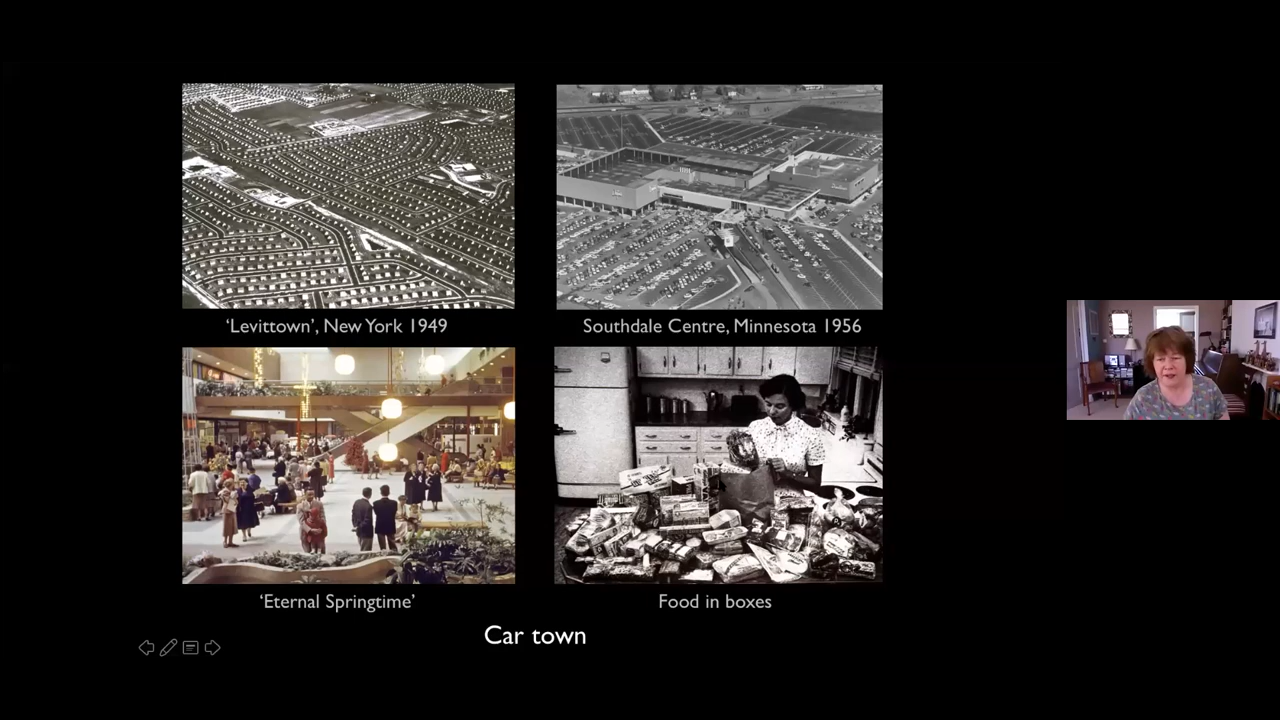 ‘Levittown’, New York 1949
Southdale Centre, Minnesota 1956
‘Eternal Springtime’
Food in boxes
Car town